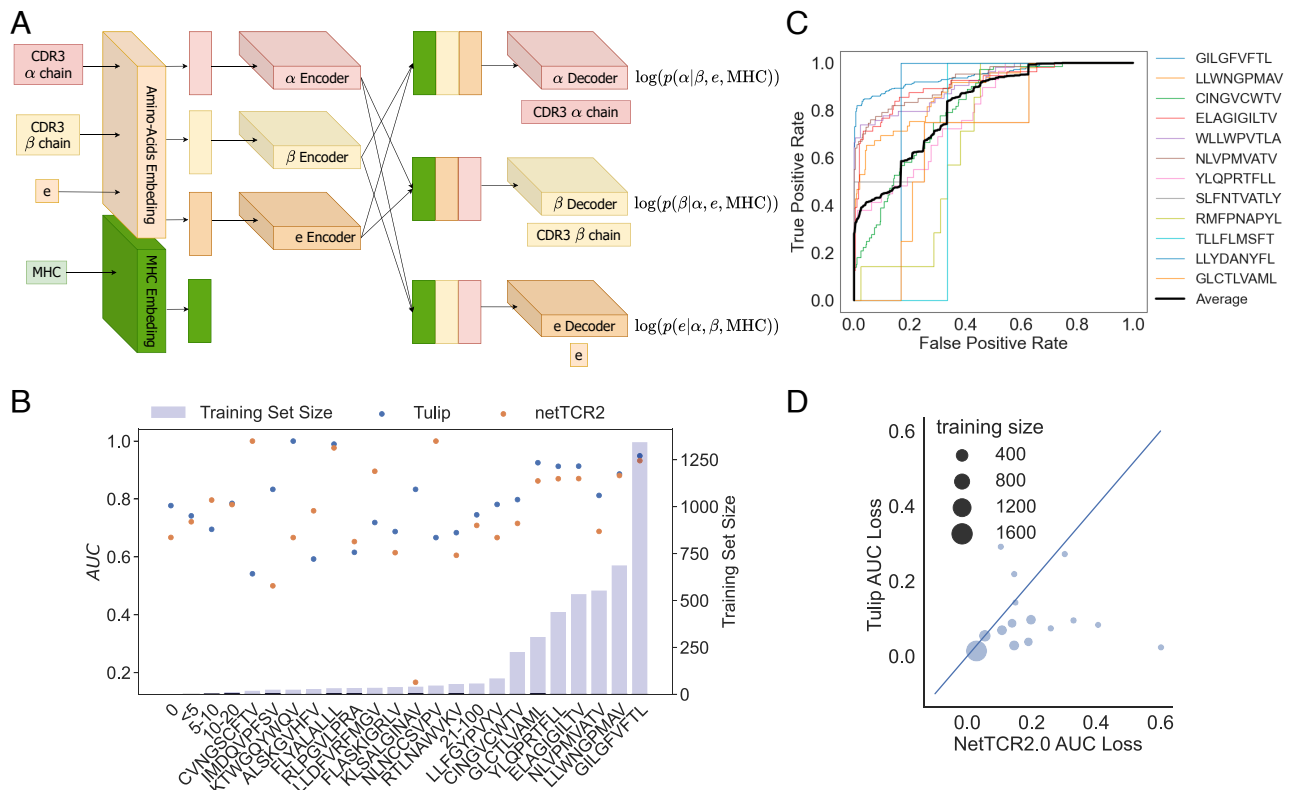 A
CDR3
α chain
CDR3
β chain
e
MHC
Amino-Acids Embeding
MHC Embeding
α Encoder
β Encoder
e Encoder
α Decoder
CDR3 α chain
β Decoder
CDR3 β chain
e Decoder
e
log(p(α|β, e, MHC))
log(p(β|α, e, MHC))
log(p(e|α, β, MHC))
B
Training Set Size
Tulip
netTCR2
1.0
0.8
0.6
0.4
0.2
AUC
1250
1000
750
500
250
0
Training Set Size
0
<5
5-10
10-20
CVNGSCFTV
IMDQVPFSV
KTWGQYWQV
ALSKGVHFV
FLYALALLL
RLPGVLPRA
LLDFVRFMGV
FLASKIGRLV
KLSALGINAV
NLNCCSVPV
RTLNAWVKV
21-100
LLFGYPVYV
CINGVCWTV
GLCTLVAML
YLQPRTFLL
ELAGIGILTV
NLVPMVATV
LLWNGPMAV
GILGFVFTL
C
1.0
0.8
0.6
0.4
0.2
0.0
True Positive Rate
0.0
0.2
0.4
0.6
0.8
1.0
False Positive Rate
GILGFVFTL
LLWNGPMAV
CINGVCWTV
ELAGIGILTV
WLLWPVTLA
NLVPMVATV
YLQPRTFLL
SLFNTVATLY
RMFPNAPYL
TLLFLMSFT
LLYDANYFL
GLCTLVAML
Average
D
training size
400
800
1200
1600
0.6
0.4
0.2
0.0
Tulip AUC Loss
0.0
0.2
0.4
0.6
NetTCR2.0 AUC Loss